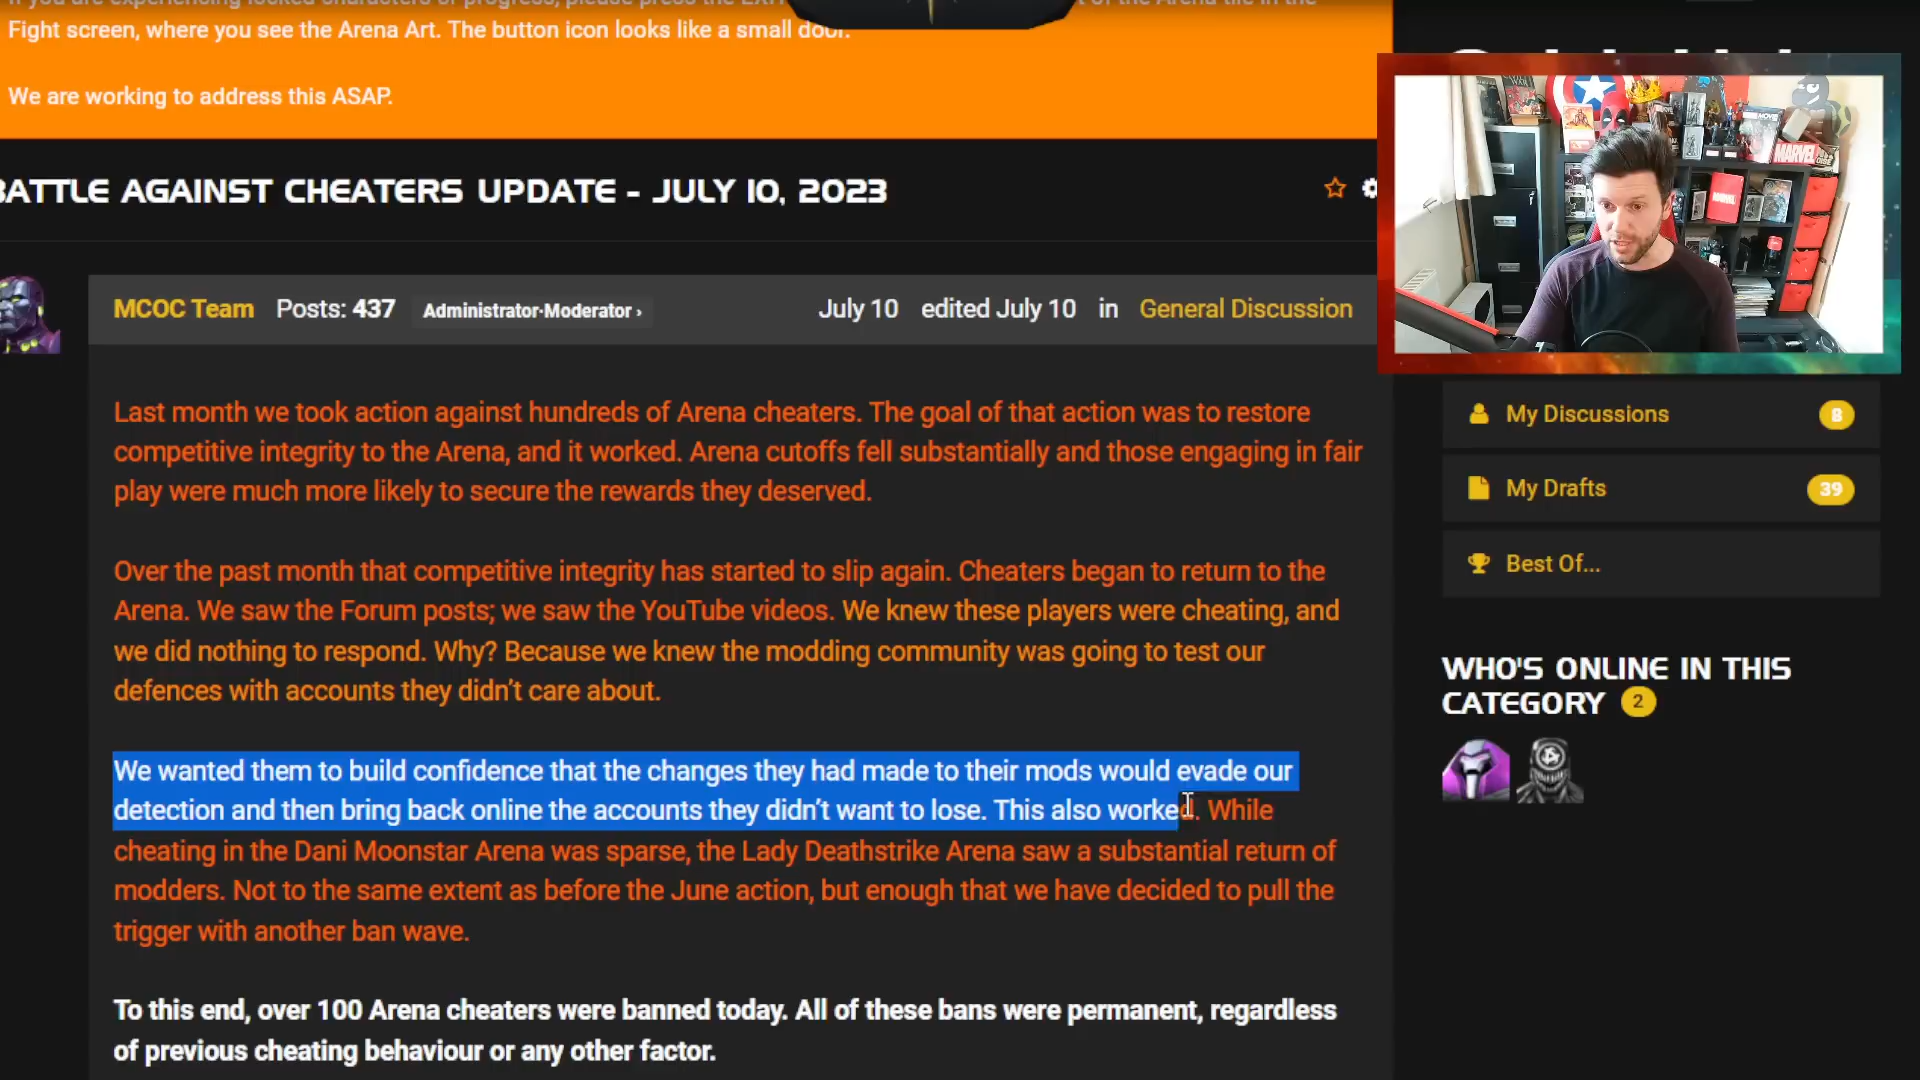 Fight screen, where you see the Arena Art. The button icon looks like a small door.
We are working to address this ASAP.
BATTLE AGAINST CHEATERS UPDATE - JULY 10, 2023
MCOC Team Posts: 437 Administrator·Moderator › July 10 edited July 10 in General Discussion
Last month we took action against hundreds of Arena cheaters. The goal of that action was to restore
competitive integrity to the Arena, and it worked. Arena cutoffs fell substantially and those engaging in fair
play were much more likely to secure the rewards they deserved.
Over the past month that competitive integrity has started to slip again. Cheaters began to return to the
Arena. We saw the Forum posts; we saw the YouTube videos. We knew these players were cheating, and
we did nothing to respond. Why? Because we knew the modding community was going to test our
defences with accounts they didn't care about.
We wanted them to build confidence that the changes they had made to their mods would evade our
detection and then bring back online the accounts they didn't want to lose. This also worked. While
cheating in the Dani Moonstar Arena was sparse, the Lady Deathstrike Arena saw a substantial return of
modders. Not to the same extent as before the June action, but enough that we have decided to pull the
trigger with another ban wave.
To this end, over 100 Arena cheaters were banned today. All of these bans were permanent, regardless
of previous cheating behaviour or any other factor.
MARVEL
My Discussions 8
My Drafts 39
Best Of...
WHO'S ONLINE IN THIS
CATEGORY 2